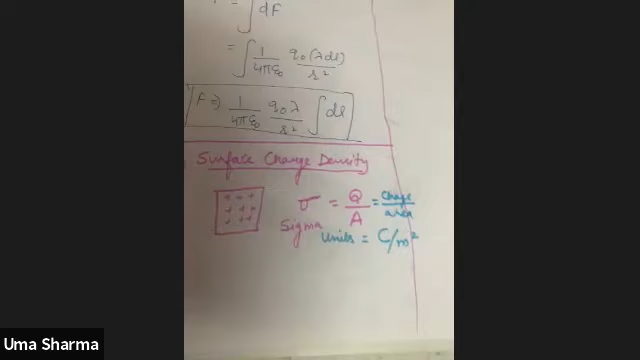 = ∫ dF
= ∫ 1/4πε₀ q₀(λdl)/r²
F => 1/4πε₀ q₀λ/r² ∫ dl
Surface Charge Density
+ + +
+ + +
+ + +
σ = Q/A = charge/area
Sigma
Units = C/m²
Uma Sharma